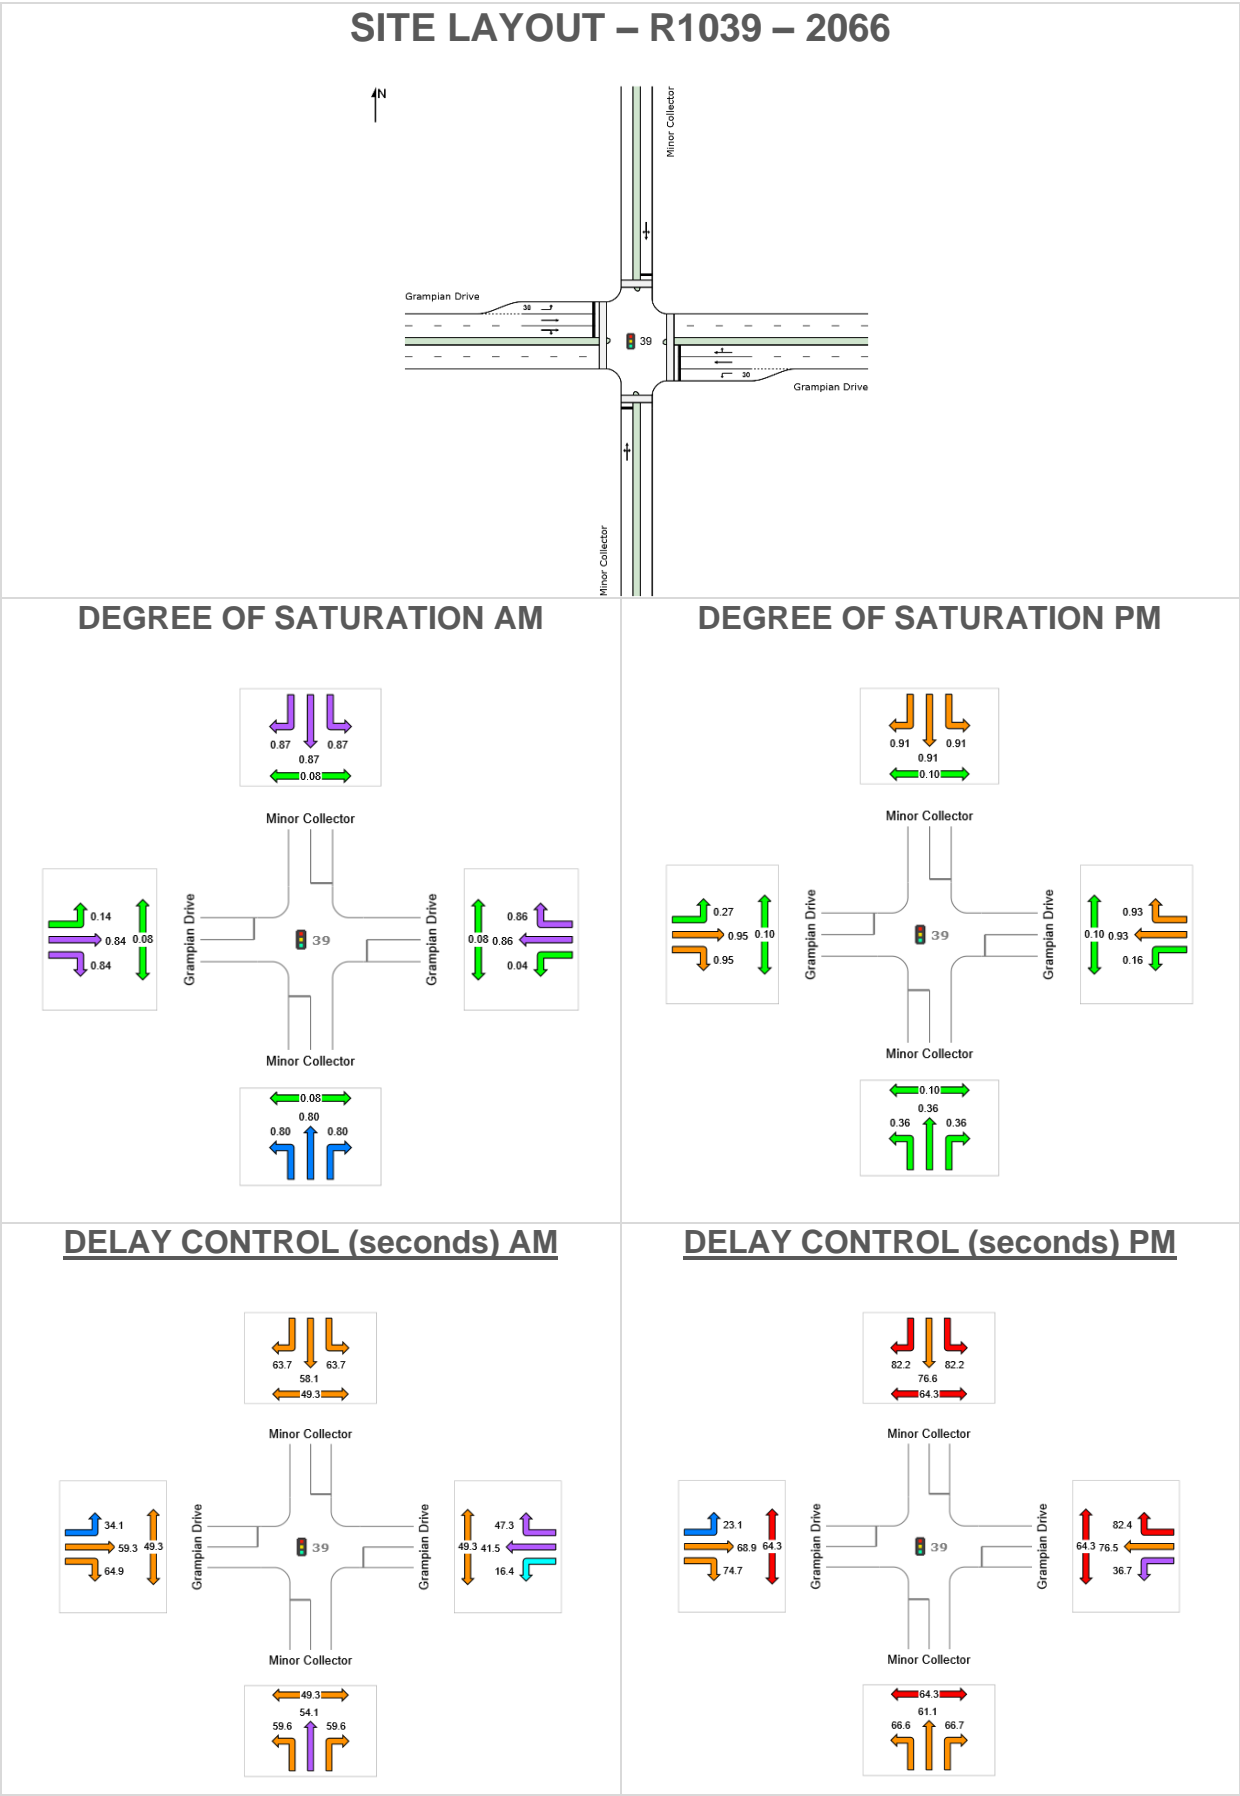 SITE LAYOUT – R1039 – 2066
N
Minor Collector
Grampian Drive
30
39
30
Grampian Drive
Minor Collector
DEGREE OF SATURATION AM
0.87 0.87
0.87
0.08
Minor Collector
0.14
0.84 0.08
0.84
Grampian Drive
39
Grampian Drive
0.86
0.08 0.86
0.04
Minor Collector
0.08
0.80
0.80 0.80
DEGREE OF SATURATION PM
0.91 0.91
0.91
0.10
Minor Collector
0.27
0.95 0.10
0.95
Grampian Drive
39
Grampian Drive
0.93
0.10 0.93
0.16
Minor Collector
0.10
0.36
0.36 0.36
DELAY CONTROL (seconds) AM
63.7 63.7
58.1
49.3
Minor Collector
34.1
59.3 49.3
64.9
Grampian Drive
39
Grampian Drive
47.3
49.3 41.5
16.4
Minor Collector
49.3
54.1
59.6 59.6
DELAY CONTROL (seconds) PM
82.2 82.2
76.6
64.3
Minor Collector
23.1
68.9 64.3
74.7
Grampian Drive
39
Grampian Drive
82.4
64.3 76.5
36.7
Minor Collector
64.3
61.1
66.6 66.7